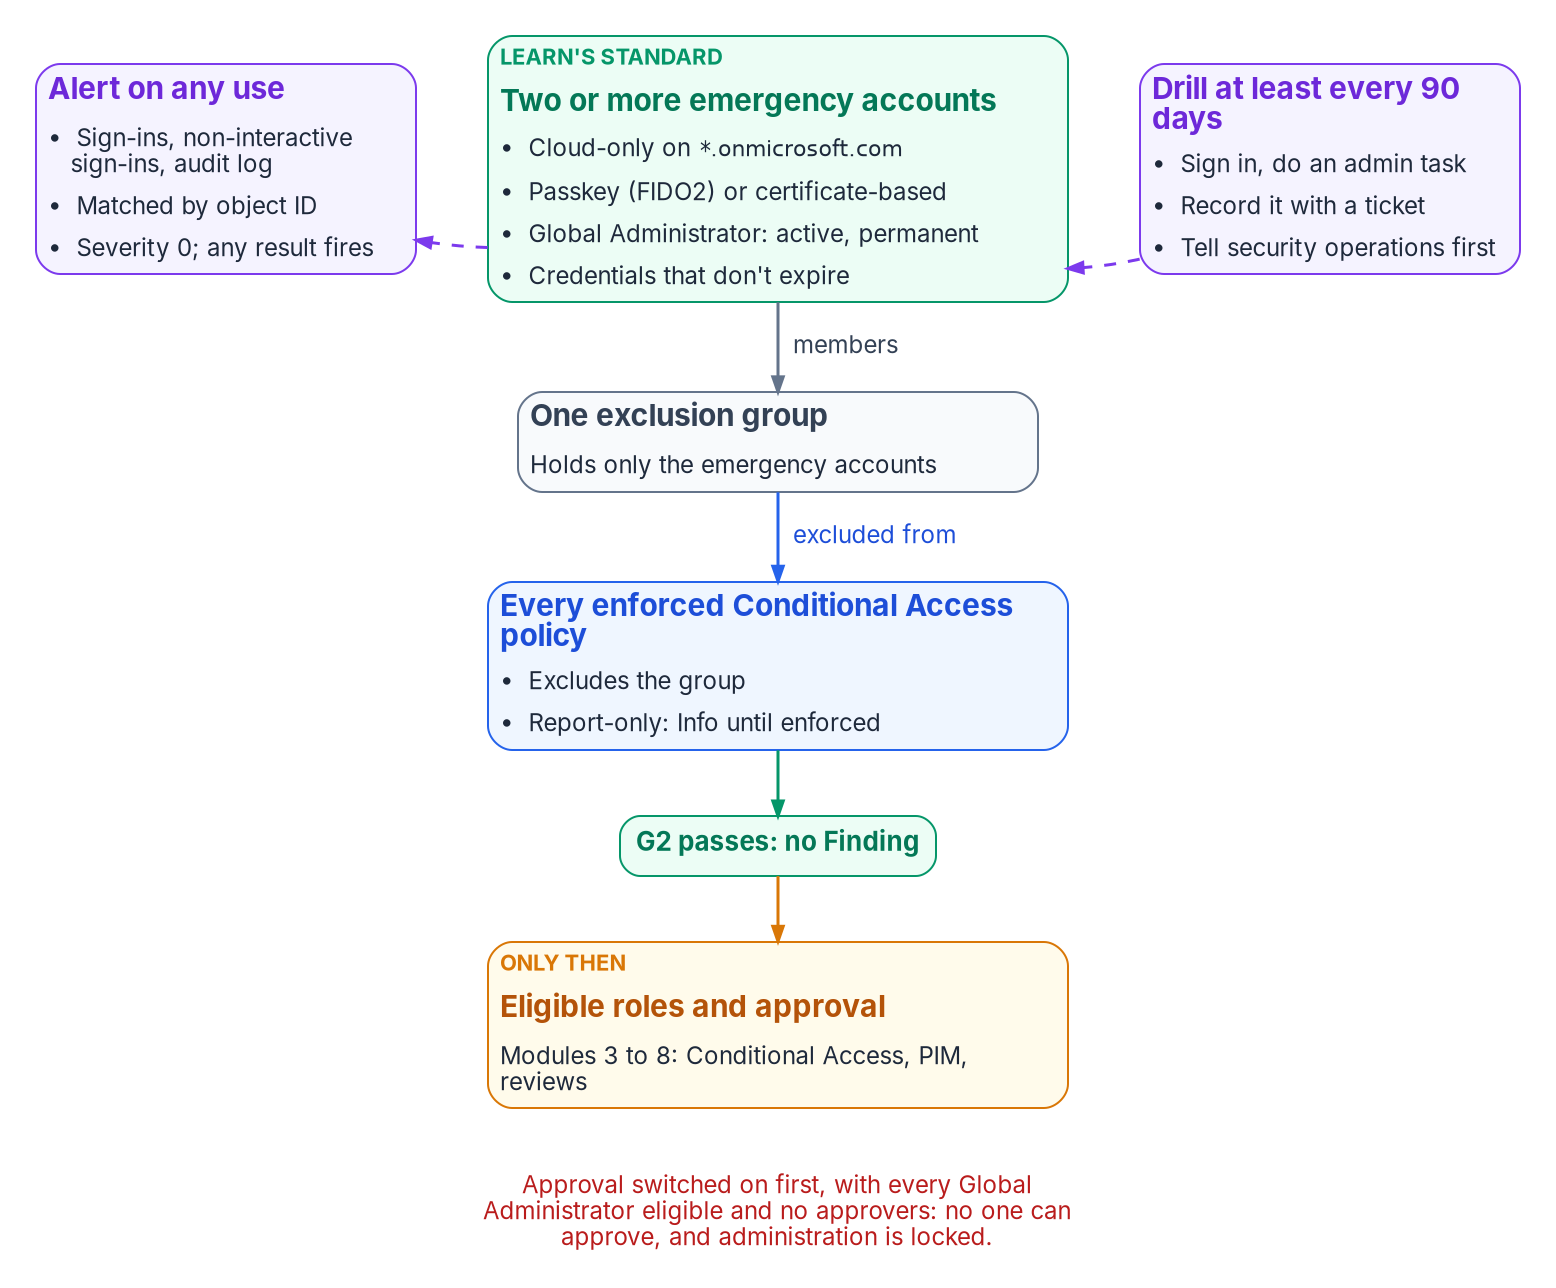 Alert on any use
• Sign-ins, non-interactive
sign-ins, audit log
• Matched by object ID
• Severity 0; any result fires
LEARN'S STANDARD
Two or more emergency accounts
• Cloud-only on *.onmicrosoft.com
• Passkey (FIDO2) or certificate-based
• Global Administrator: active, permanent
• Credentials that don't expire
Drill at least every 90
days
• Sign in, do an admin task
• Record it with a ticket
• Tell security operations first
members
One exclusion group
Holds only the emergency accounts
excluded from
Every enforced Conditional Access
policy
• Excludes the group
• Report-only: Info until enforced
G2 passes: no Finding
ONLY THEN
Eligible roles and approval
Modules 3 to 8: Conditional Access, PIM,
reviews
Approval switched on first, with every Global
Administrator eligible and no approvers: no one can
approve, and administration is locked.